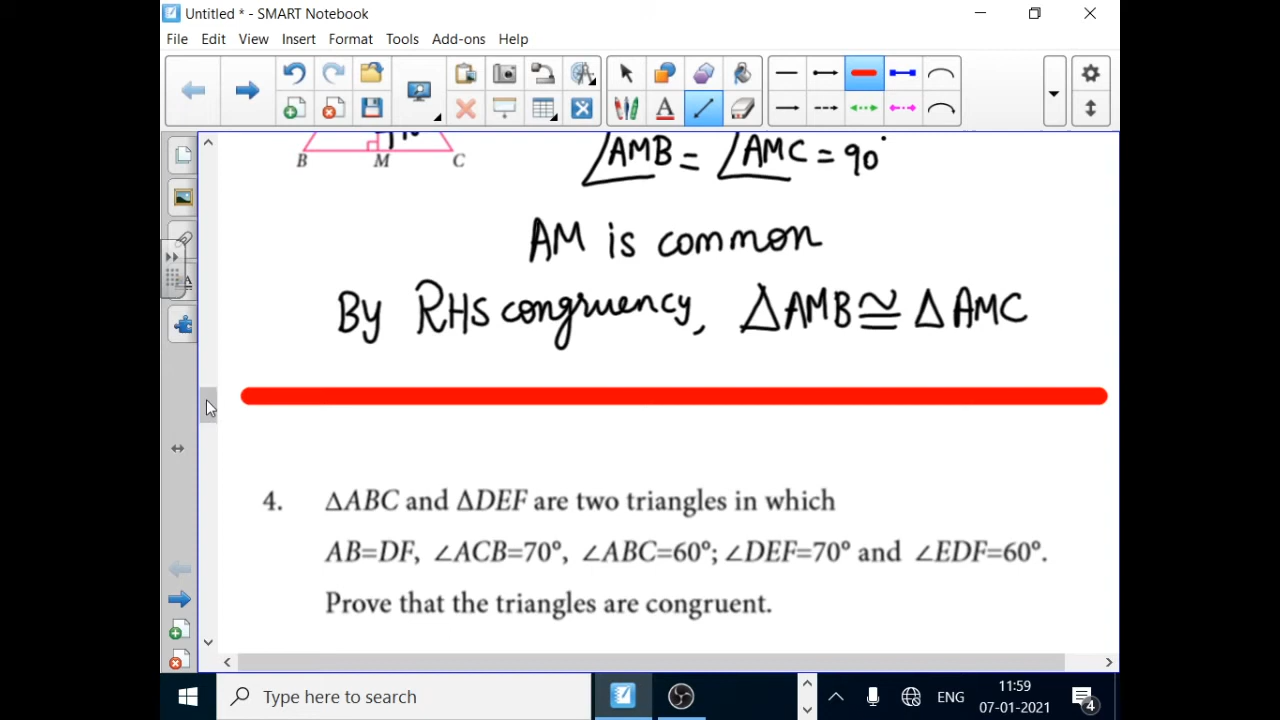 Untitled * - SMART Notebook
File Edit View Insert Format Tools Add-ons Help
B M C
∠AMB = ∠AMC = 90°
AM is common
By RHS congruency, △AMB ≅ △AMC
4. ΔABC and ΔDEF are two triangles in which
AB=DF, ∠ACB=70°, ∠ABC=60°; ∠DEF=70° and ∠EDF=60°.
Prove that the triangles are congruent.
Type here to search
ENG
11:59
07-01-2021
4